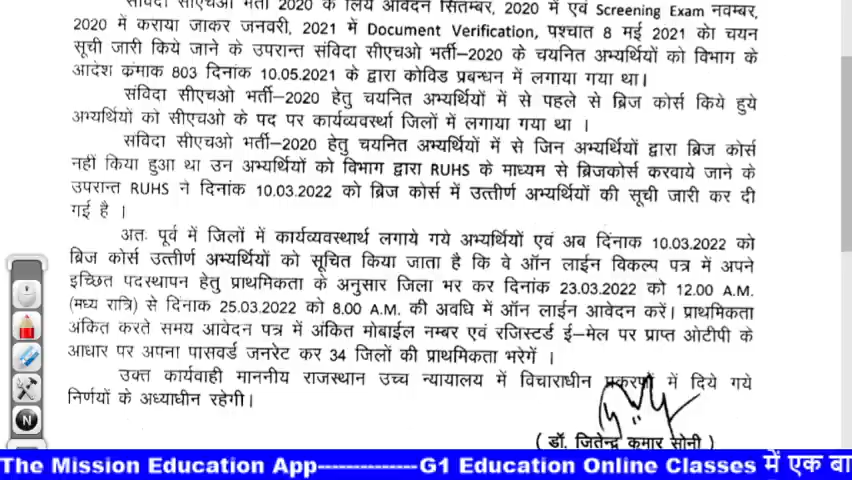 संविदा सीएचओ भर्ती 2020 के लिये आवेदन सितम्बर, 2020 में एवं Screening Exam नवम्बर,
2020 में कराया जाकर जनवरी, 2021 में Document Verification, पश्चात 8 मई 2021 को चयन
सूची जारी किये जाने के उपरान्त संविदा सीएचओ भर्ती–2020 के चयनित अभ्यर्थियों को विभाग के
आदेश क्रमाक 803 दिनांक 10.05.2021 के द्वारा कोविड प्रबन्धन में लगाया गया था।
संविदा सीएचओ भर्ती–2020 हेतु चयनित अभ्यर्थियों में से पहले से ब्रिज कोर्स किये हुये
अभ्यर्थियों को सीएचओ के पद पर कार्यव्यवस्था जिलों में लगाया गया था ।
संविदा सीएचओ भर्ती–2020 हेतु चयनित अभ्यर्थियों में से जिन अभ्यर्थियों द्वारा ब्रिज कोर्स
नहीं किया हुआ था उन अभ्यर्थियों को विभाग द्वारा RUHS के माध्यम से ब्रिजकोर्स करवाये जाने के
उपरान्त RUHS ने दिनांक 10.03.2022 को ब्रिज कोर्स में उत्तीर्ण अभ्यर्थियों की सूची जारी कर दी
गई है ।
अतः पूर्व में जिलों में कार्यव्यवस्थार्थ लगाये गये अभ्यर्थियों एवं अब दिनाक 10.03.2022 को
ब्रिज कोर्स उत्तीर्ण अभ्यर्थियों को सूचित किया जाता है कि वे ऑन लाईन विकल्प पत्र में अपने
इच्छित पदस्थापन हेतु प्राथमिकता के अनुसार जिला भर कर दिनांक 23.03.2022 को 12.00 A.M.
(मध्य रात्रि) से दिनांक 25.03.2022 को 8.00 A.M. की अवधि में ऑन लाईन आवेदन करें। प्राथमिकता
अंकित करते समय आवेदन पत्र में अंकित मोबाईल नम्बर एवं रजिस्टर्ड ई–मेल पर प्राप्त ओटीपी के
आधार पर अपना पासवर्ड जनरेट कर 34 जिलों की प्राथमिकता भरेगें ।
उक्त कार्यवाही माननीय राजस्थान उच्च न्यायालय में विचाराधीन प्रकरणों में दिये गये
निर्णयों के अध्याधीन रहेगी।
( डॉ. जितेन्द्र कुमार सोनी )
The Mission Education App---------------G1 Education Online Classes में एक बा